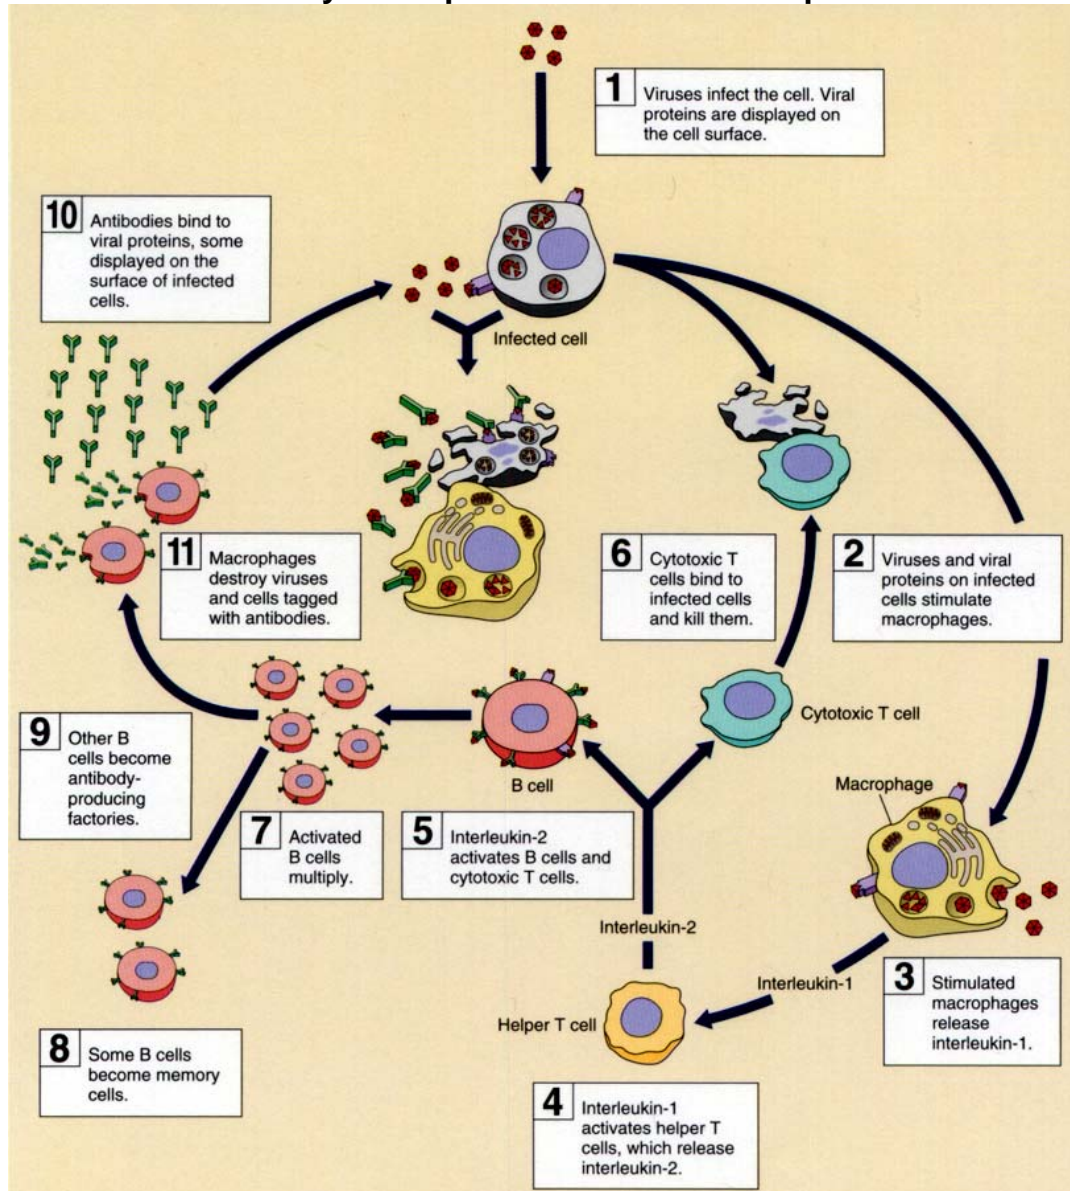 1
Viruses infect the cell. Viral
proteins are displayed on
the cell surface.
10
Antibodies bind to
viral proteins, some
displayed on the
surface of infected
cells.
Infected cell
11
Macrophages
destroy viruses
and cells tagged
with antibodies.
6
Cytotoxic T
cells bind to
infected cells
and kill them.
2
Viruses and viral
proteins on infected
cells stimulate
macrophages.
Cytotoxic T cell
9
Other B
cells become
antibody-
producing
factories.
B cell
Macrophage
7
Activated
B cells
multiply.
5
Interleukin-2
activates B cells and
cytotoxic T cells.
Interleukin-2
Interleukin-1
3
Stimulated
macrophages
release
interleukin-1.
Helper T cell
8
Some B cells
become memory
cells.
4
Interleukin-1
activates helper T
cells, which release
interleukin-2.